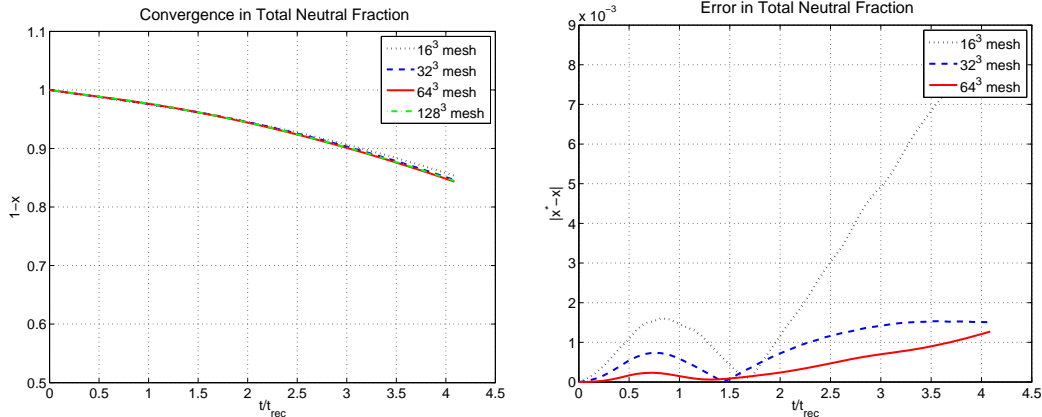 Convergence in Total Neutral Fraction
1.1
1
0.9
0.8
0.7
0.6
0.5
1−x
0 0.5 1 1.5 2 2.5 3 3.5 4 4.5
t/t_rec
16³ mesh
32³ mesh
64³ mesh
128³ mesh
Error in Total Neutral Fraction
x 10⁻³
9
8
7
6
5
4
3
2
1
0
|x*−x|
0 0.5 1 1.5 2 2.5 3 3.5 4 4.5
t/t_rec
16³ mesh
32³ mesh
64³ mesh